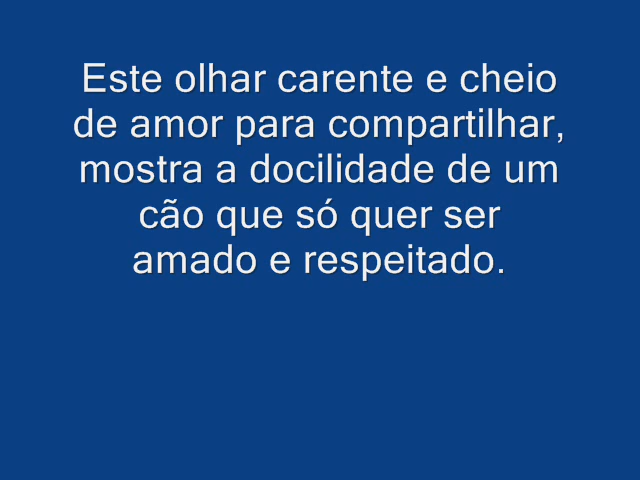 Este olhar carente e cheio
de amor para compartilhar,
mostra a docilidade de um
cão que só quer ser
amado e respeitado.